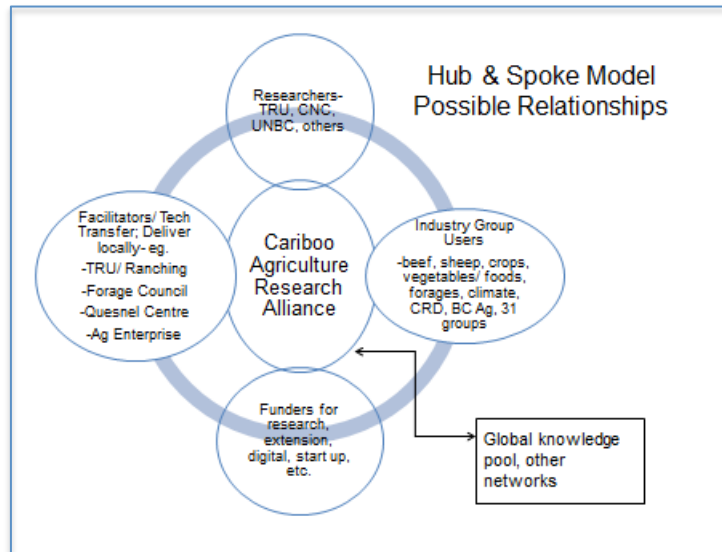 Hub & Spoke Model
Possible Relationships
Researchers-
TRU, CNC,
UNBC, others
Facilitators/ Tech
Transfer; Deliver
locally- eg.
-TRU/ Ranching
-Forage Council
-Quesnel Centre
-Ag Enterprise
Cariboo
Agriculture
Research
Alliance
Industry Group
Users
-beef, sheep, crops,
vegetables/ foods,
forages, climate,
CRD, BC Ag, 31
groups
Funders for
research,
extension,
digital, start up,
etc.
Global knowledge
pool, other
networks